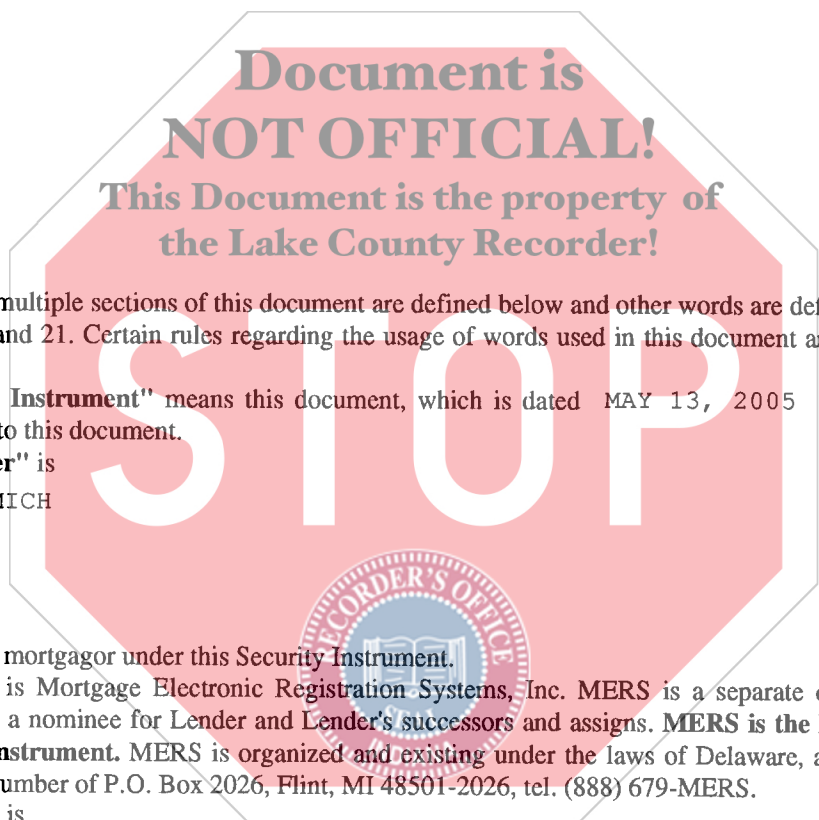 Document is
NOT OFFICIAL!
This Document is the property of
the Lake County Recorder!
multiple sections of this document are defined below and other words are def
and 21. Certain rules regarding the usage of words used in this document a
Instrument" means this document, which is dated MAY 13, 2005
to this document.
er" is
MICH
STOP
RECORDER'S OFFICE
SEAL
mortgagor under this Security Instrument.
is Mortgage Electronic Registration Systems, Inc. MERS is a separate
a nominee for Lender and Lender's successors and assigns. MERS is the
nstrument. MERS is organized and existing under the laws of Delaware, a
umber of P.O. Box 2026, Flint, MI 48501-2026, tel. (888) 679-MERS.
is